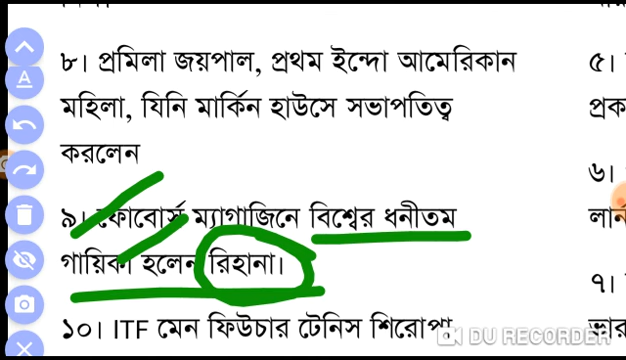 ৮। প্রমিলা জয়পাল, প্রথম ইন্দো আমেরিকান
মহিলা, যিনি মার্কিন হাউসে সভাপতিত্ব
করলেন
৯। ফোবোর্স ম্যাগাজিনে বিশ্বের ধনীতম
গায়িকা হলেন রিহানা।
১০। ITF মেন ফিউচার টেনিস শিরোপা
৫।
প্রক
৬।
লার্ন
৭।
ভার
A
DU RECORDER